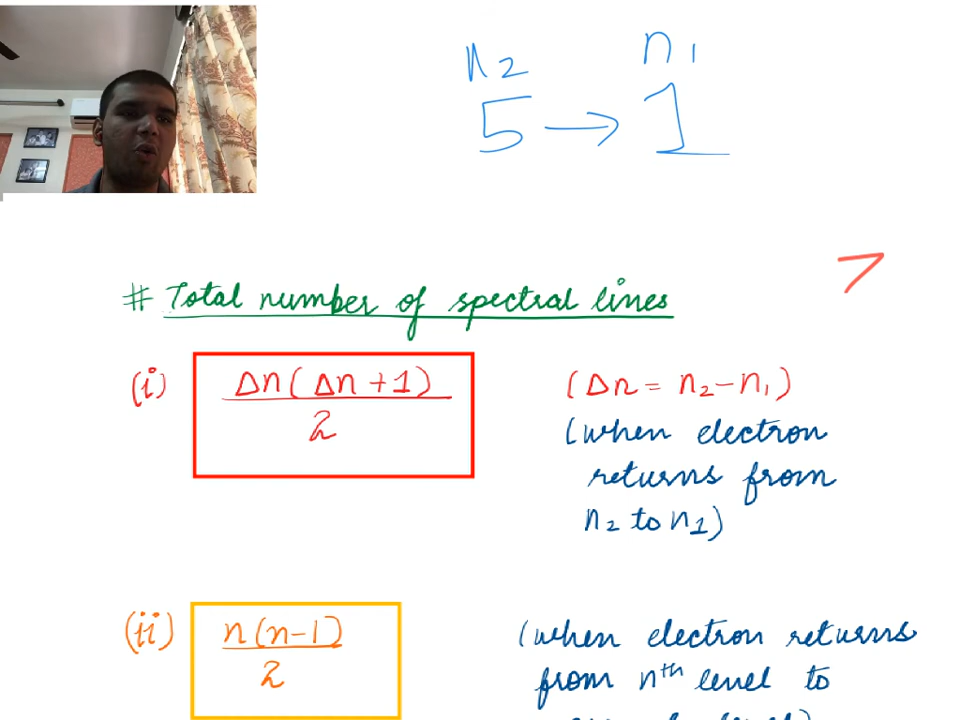 n2 n1
5 → 1
# Total number of spectral lines
(i) Δn(Δn+1)
2
(Δn = n₂-n₁)
(when electron
returns from
n₂ to n₁)
(ii) n(n-1)
2
(when electron returns
from nᵗʰ level to